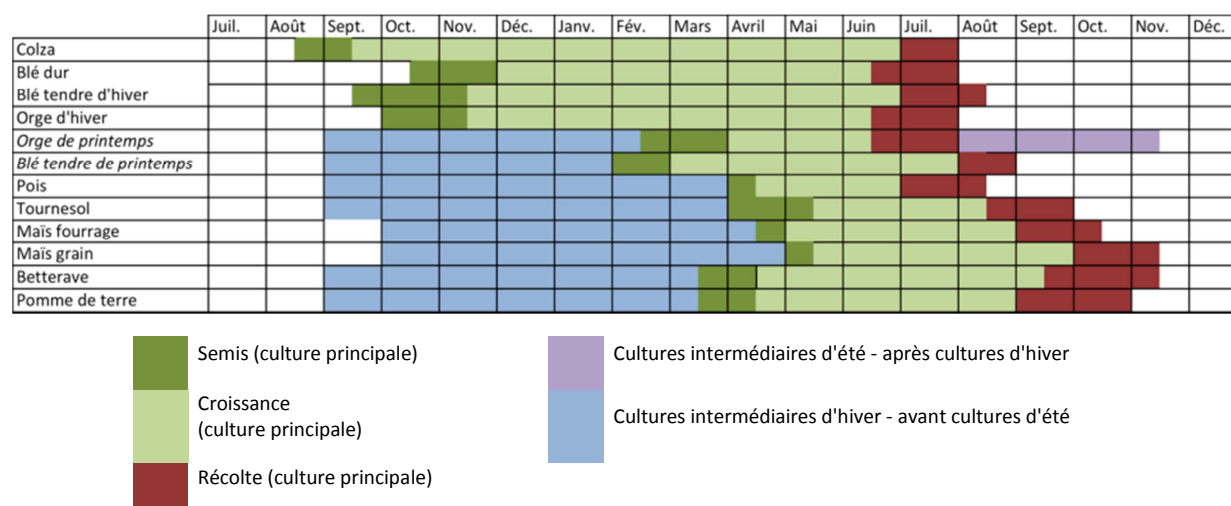 Juil. Août Sept. Oct. Nov. Déc. Janv. Fév. Mars Avril Mai Juin Juil. Août Sept. Oct. Nov. Déc.
Colza
Blé dur
Blé tendre d'hiver
Orge d'hiver
Orge de printemps
Blé tendre de printemps
Pois
Tournesol
Maïs fourrage
Maïs grain
Betterave
Pomme de terre
Semis (culture principale)
Cultures intermédiaires d'été - après cultures d'hiver
Croissance
(culture principale)
Cultures intermédiaires d'hiver - avant cultures d'été
Récolte (culture principale)